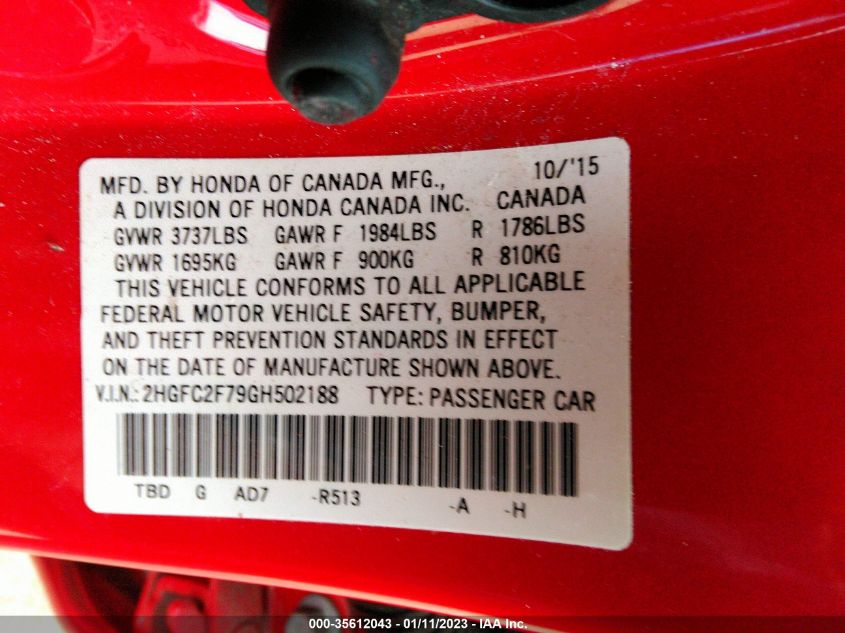 MFD. BY HONDA OF CANADA MFG., 10/'15
A DIVISION OF HONDA CANADA INC. CANADA
GVWR 3737LBS GAWR F 1984LBS R 1786LBS
GVWR 1695KG GAWR F 900KG R 810KG
THIS VEHICLE CONFORMS TO ALL APPLICABLE
FEDERAL MOTOR VEHICLE SAFETY, BUMPER,
AND THEFT PREVENTION STANDARDS IN EFFECT
ON THE DATE OF MANUFACTURE SHOWN ABOVE.
V.I.N.: 2HGFC2F79GH502188 TYPE: PASSENGER CAR
TBD G AD7 -R513 -A -H
000-35612043 - 01/11/2023 - IAA Inc.